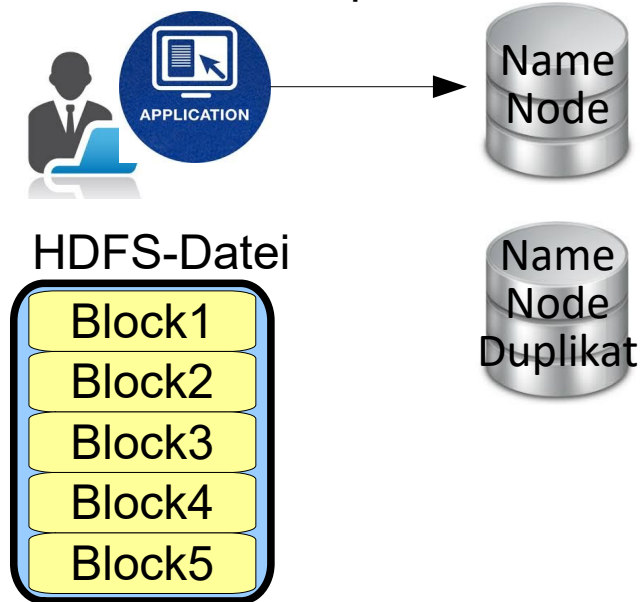 APPLICATION
Name
Node
HDFS-Datei
Name
Node
Duplikat
Block1
Block2
Block3
Block4
Block5